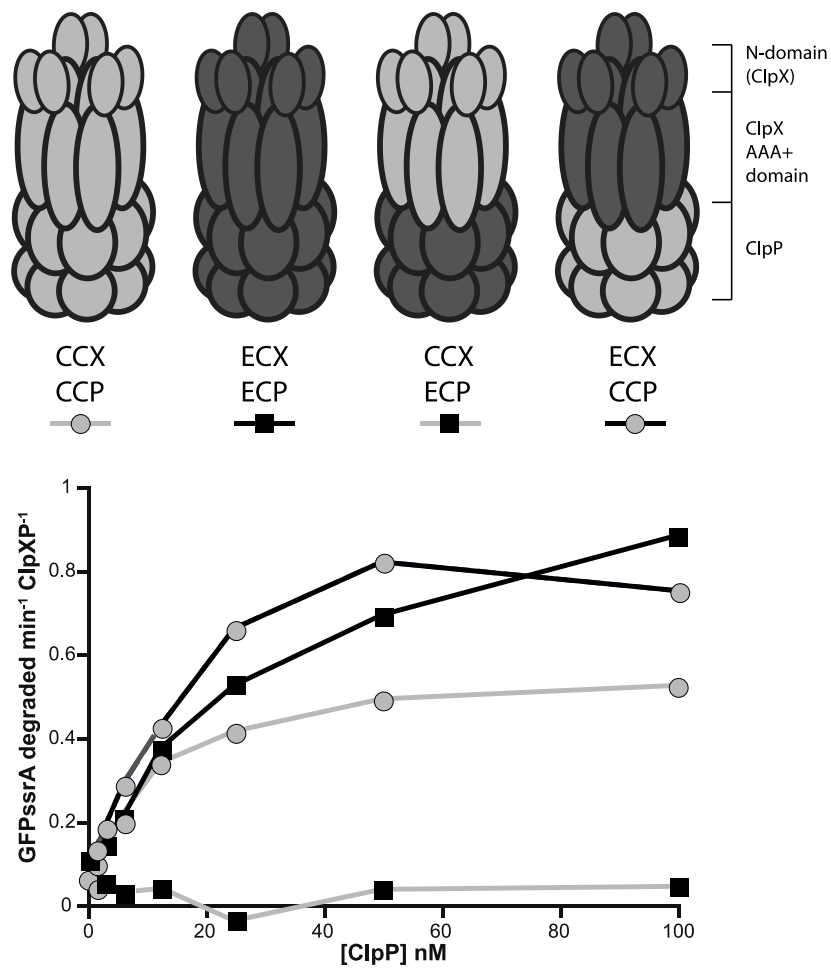 N-domain
(ClpX)
ClpX
AAA+
domain
ClpP
CCX ECX CCX ECX
CCP ECP ECP CCP
GFPssrA degraded min⁻¹ ClpXP⁻¹
1
0.8
0.6
0.4
0.2
0
0 20 40 60 80 100
[ClpP] nM